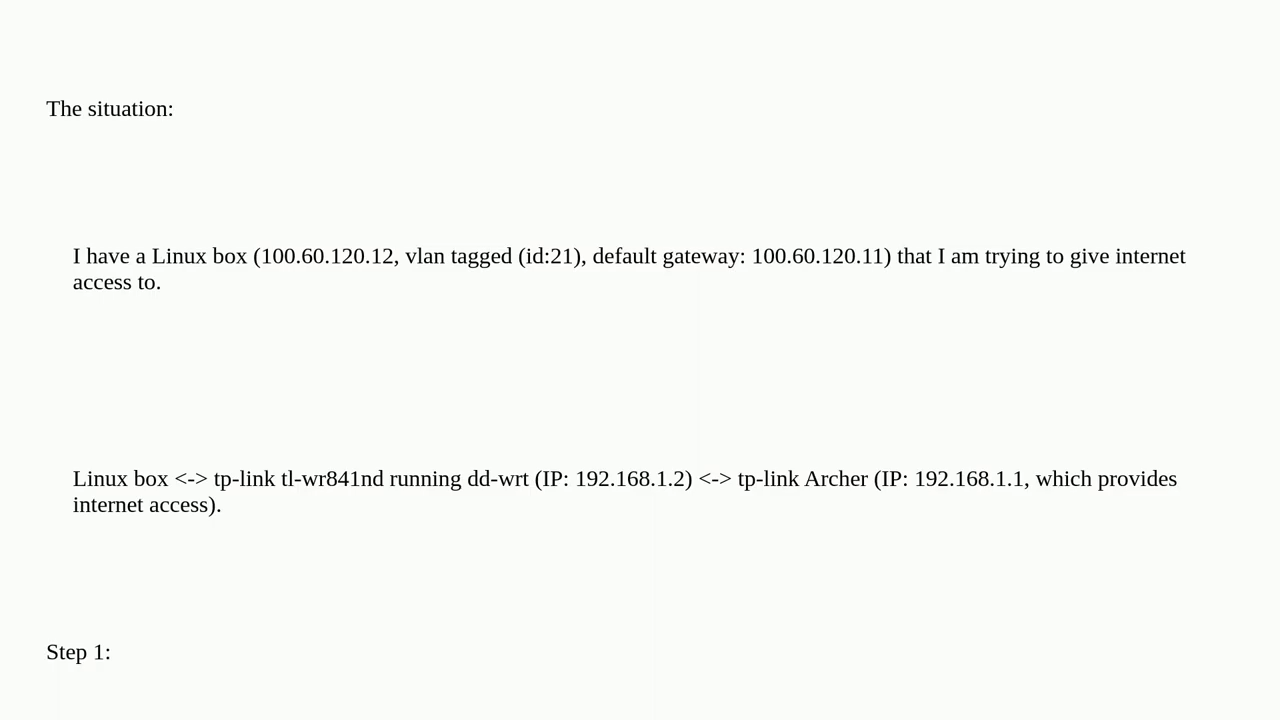 The situation:
I have a Linux box (100.60.120.12, vlan tagged (id:21), default gateway: 100.60.120.11) that I am trying to give internet
access to.
Linux box <-> tp-link tl-wr841nd running dd-wrt (IP: 192.168.1.2) <-> tp-link Archer (IP: 192.168.1.1, which provides
internet access).
Step 1: